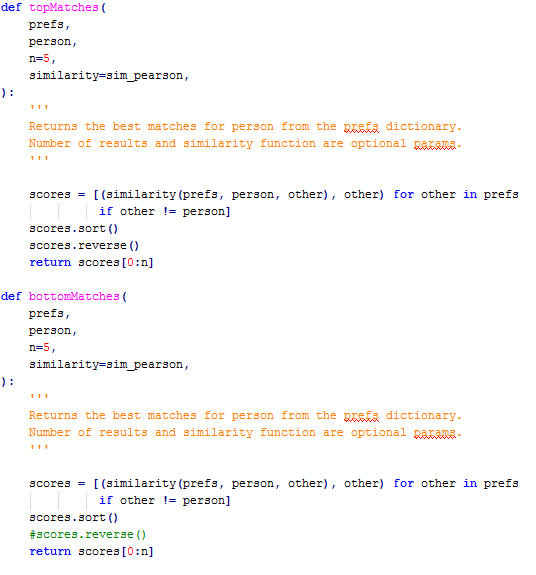 def topMatches(
    prefs,
    person,
    n=5,
    similarity=sim_pearson,
):
    '''
    Returns the best matches for person from the prefs dictionary.
    Number of results and similarity function are optional params.
    '''

    scores = [(similarity(prefs, person, other), other) for other in prefs
              if other != person]
    scores.sort()
    scores.reverse()
    return scores[0:n]

def bottomMatches(
    prefs,
    person,
    n=5,
    similarity=sim_pearson,
):
    '''
    Returns the best matches for person from the prefs dictionary.
    Number of results and similarity function are optional params.
    '''

    scores = [(similarity(prefs, person, other), other) for other in prefs
              if other != person]
    scores.sort()
    #scores.reverse()
    return scores[0:n]